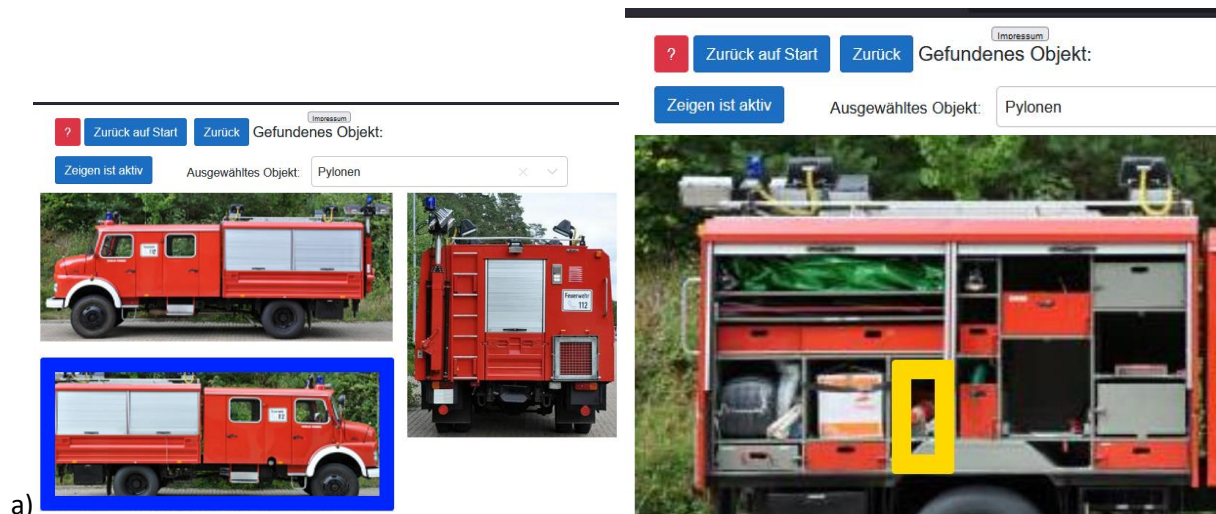 Impressum
? Zurück auf Start Zurück Gefundenes Objekt:
Zeigen ist aktiv Ausgewähltes Objekt: Pylonen
Feuerwehr
112
a)
Impressum
? Zurück auf Start Zurück Gefundenes Objekt:
Zeigen ist aktiv Ausgewähltes Objekt: Pylonen